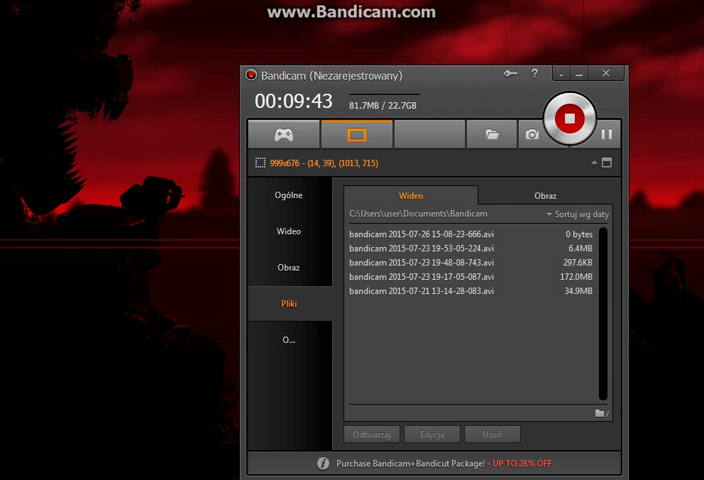 www.Bandicam.com
Bandicam (Niezarejestrowany)
00:09:43
81.7MB / 22.7GB
999x676 - (14, 39), (1013, 715)
Ogólne
Wideo
Obraz
Pliki
O...
Wideo
Obraz
C:\Users\user\Documents\Bandicam
Sortuj wg daty
bandicam 2015-07-26 15-08-23-666.avi 0 bytes
bandicam 2015-07-23 19-53-05-224.avi 6.4MB
bandicam 2015-07-23 19-48-08-743.avi 297.6KB
bandicam 2015-07-23 19-17-05-087.avi 172.0MB
bandicam 2015-07-21 13-14-28-083.avi 34.9MB
Odtwarzaj
Edycja
Usuń
Purchase Bandicam+Bandicut Package! - UP TO 28% OFF